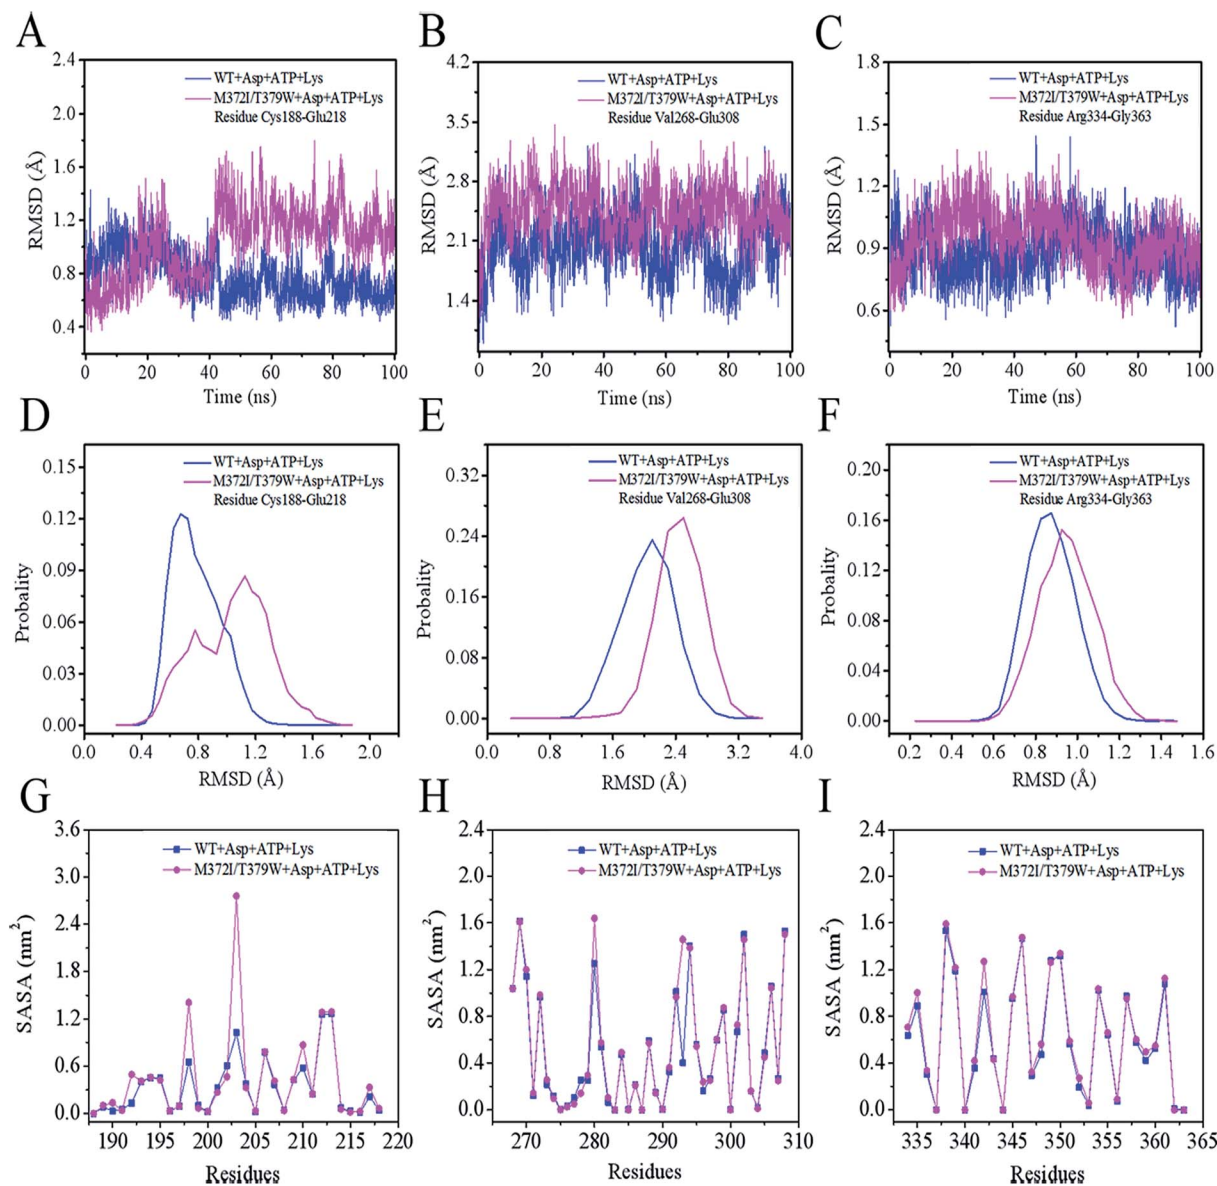 A
RMSD (Å)
2.4
2.0
1.6
1.2
0.8
0.4
WT+Asp+ATP+Lys
M372I/T379W+Asp+ATP+Lys
Residue Cys188-Glu218
0 20 40 60 80 100
Time (ns)
B
RMSD (Å)
4.2
3.5
2.8
2.1
1.4
WT+Asp+ATP+Lys
M372I/T379W+Asp+ATP+Lys
Residue Val268-Glu308
0 20 40 60 80 100
Time (ns)
C
RMSD (Å)
1.8
1.5
1.2
0.9
0.6
WT+Asp+ATP+Lys
M372I/T379W+Asp+ATP+Lys
Residue Arg334-Gly363
0 20 40 60 80 100
Time (ns)
D
Probality
0.15
0.12
0.09
0.06
0.03
0.00
WT+Asp+ATP+Lys
M372I/T379W+Asp+ATP+Lys
Residue Cys188-Glu218
0.0 0.4 0.8 1.2 1.6 2.0
RMSD (Å)
E
Probality
0.32
0.24
0.16
0.08
0.00
WT+Asp+ATP+Lys
M372I/T379W+Asp+ATP+Lys
Residue Val268-Glu308
0.0 0.8 1.6 2.4 3.2 4.0
RMSD (Å)
F
Probality
0.20
0.16
0.12
0.08
0.04
0.00
WT+Asp+ATP+Lys
M372I/T379W+Asp+ATP+Lys
Residue Arg334-Gly363
0.2 0.4 0.6 0.8 1.0 1.2 1.4 1.6
RMSD (Å)
G
SASA (nm²)
3.6
3.0
2.4
1.8
1.2
0.6
0.0
WT+Asp+ATP+Lys
M372I/T379W+Asp+ATP+Lys
190 195 200 205 210 215 220
Residues
H
SASA (nm²)
2.4
2.0
1.6
1.2
0.8
0.4
0.0
WT+Asp+ATP+Lys
M372I/T379W+Asp+ATP+Lys
270 280 290 300 310
Residues
I
SASA (nm²)
2.4
2.0
1.6
1.2
0.8
0.4
0.0
WT+Asp+ATP+Lys
M372I/T379W+Asp+ATP+Lys
335 340 345 350 355 360 365
Residues